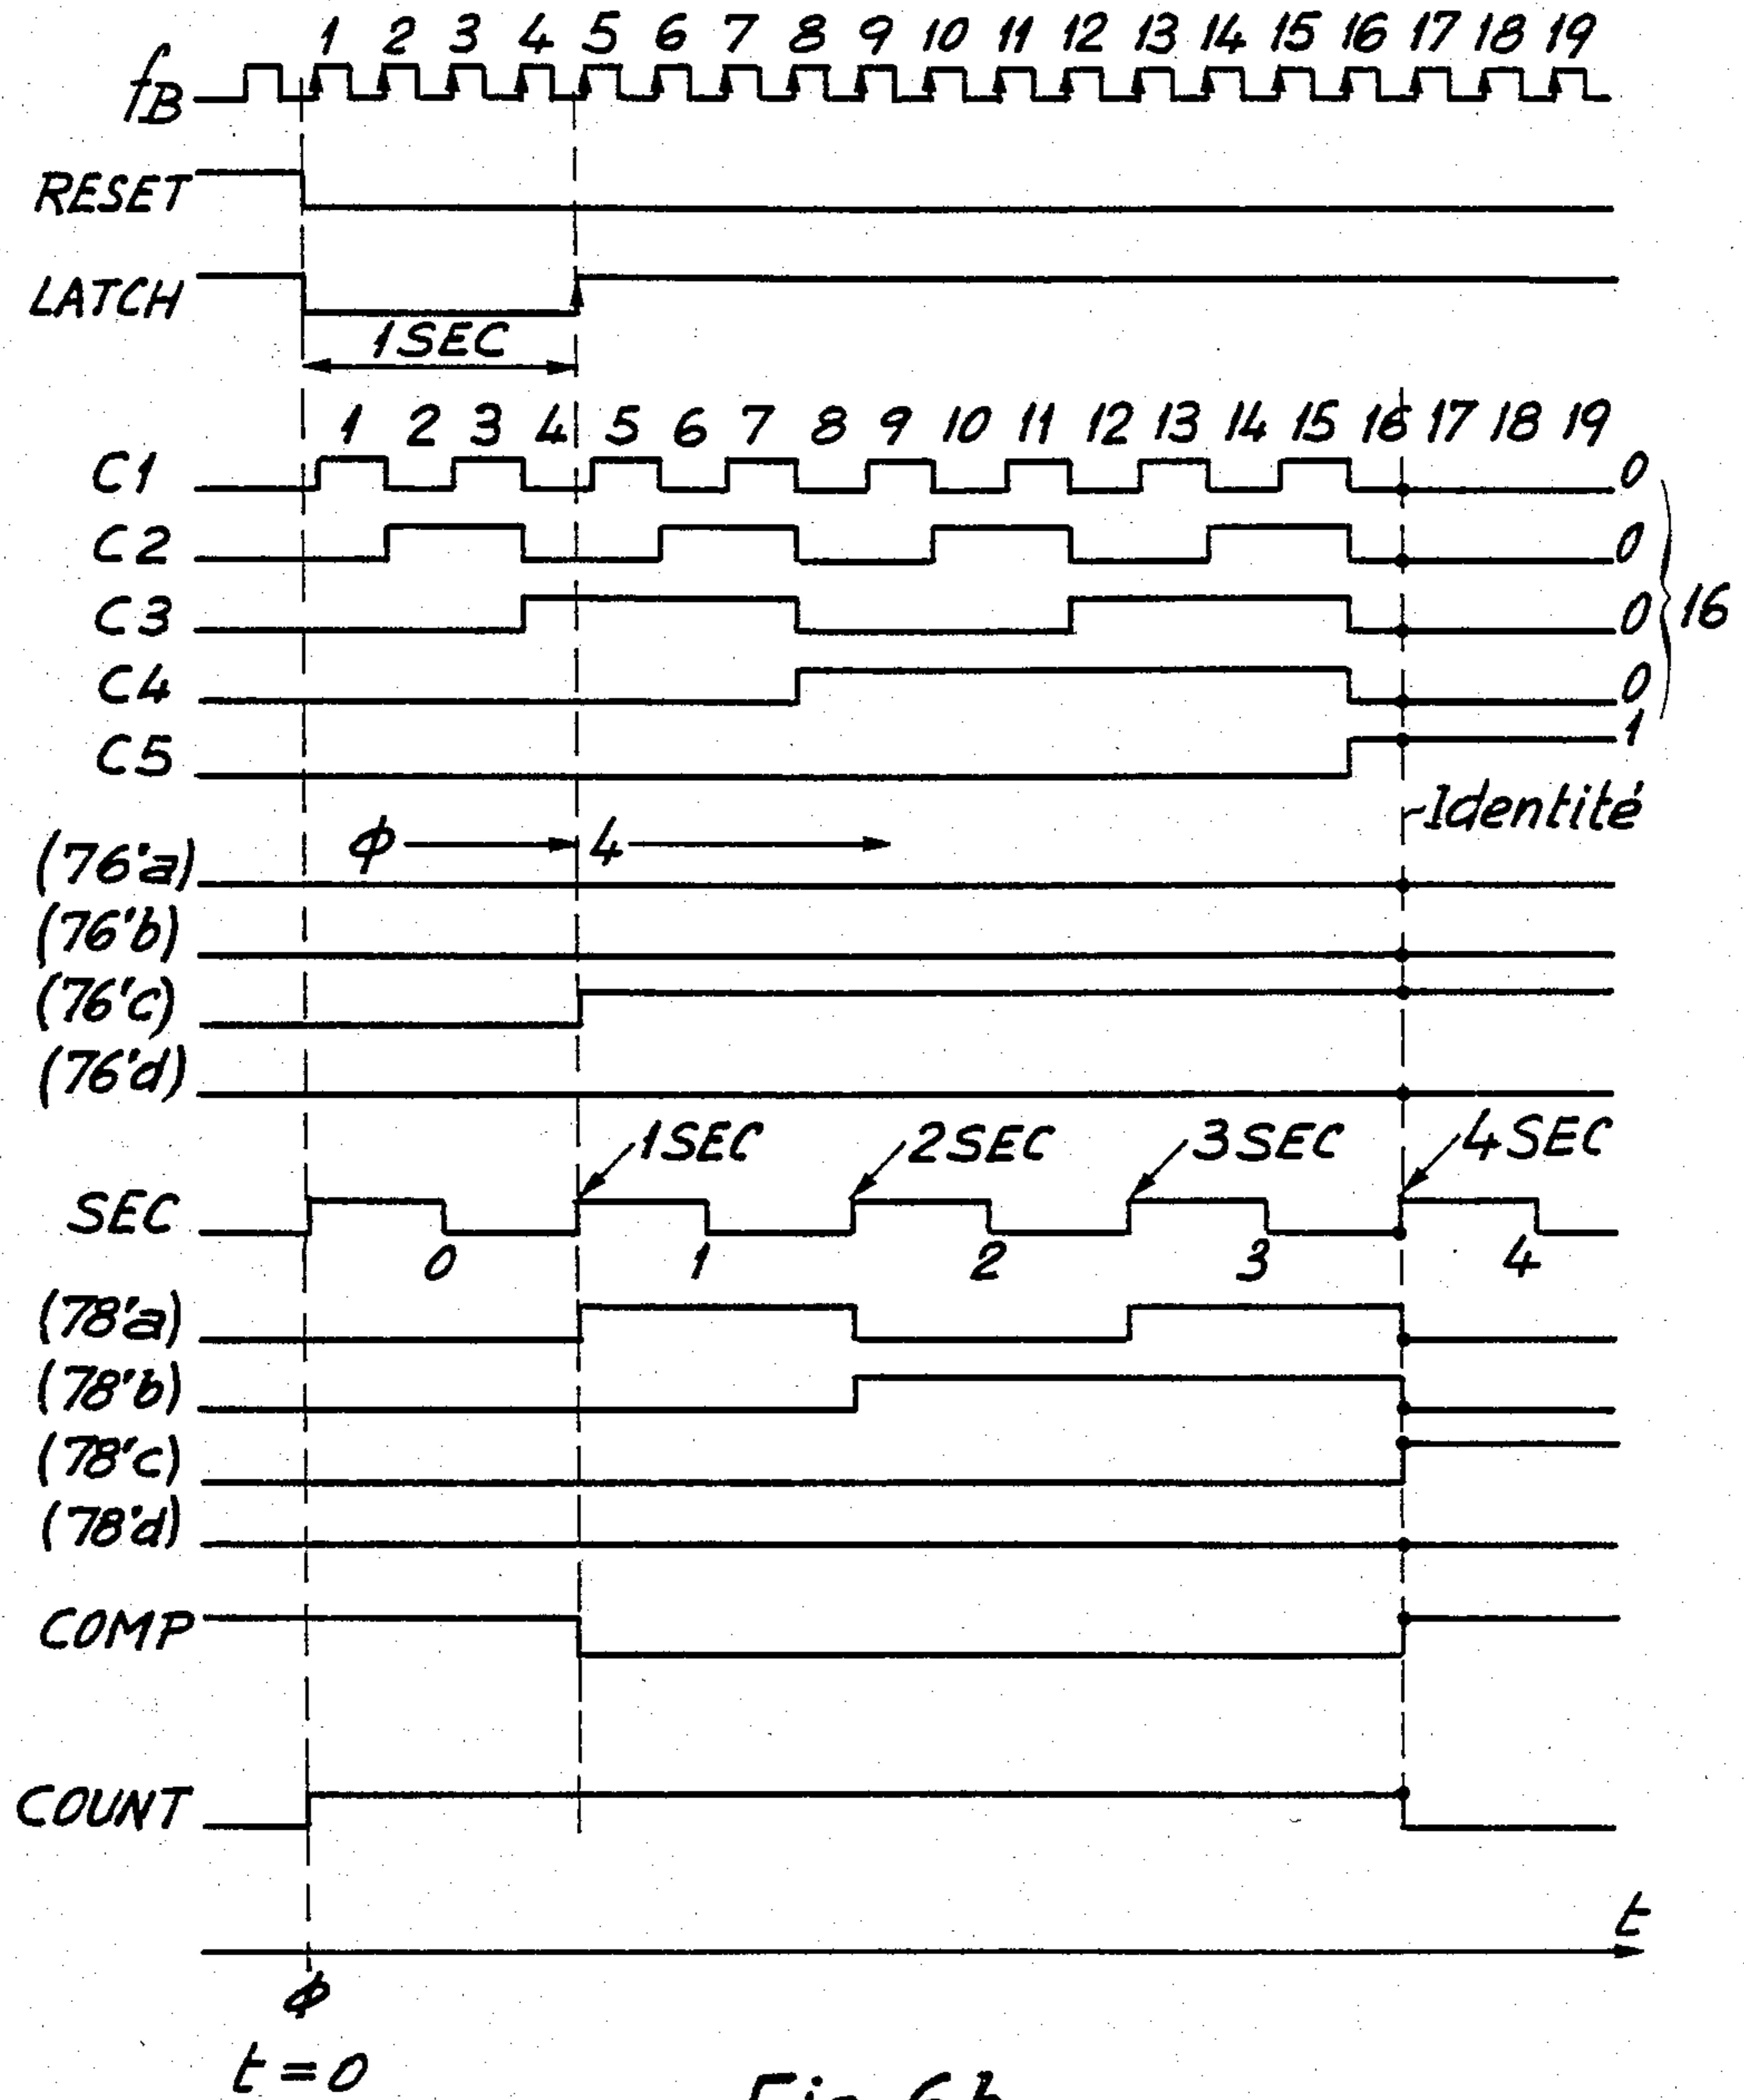 1 2 3 4 5 6 7 8 9 10 11 12 13 14 15 16 17 18 19
fB
RESET
LATCH
1SEC
1 2 3 4 5 6 7 8 9 10 11 12 13 14 15 16 17 18 19
C1 0
C2 0
C3 0 16
C4 0
C5 1
Identité
(76'a) ϕ 4
(76'b)
(76'c)
(76'd)
1SEC 2SEC 3SEC 4SEC
SEC
0 1 2 3 4
(78'a)
(78'b)
(78'c)
(78'd)
COMP
COUNT
t
ϕ
t=0